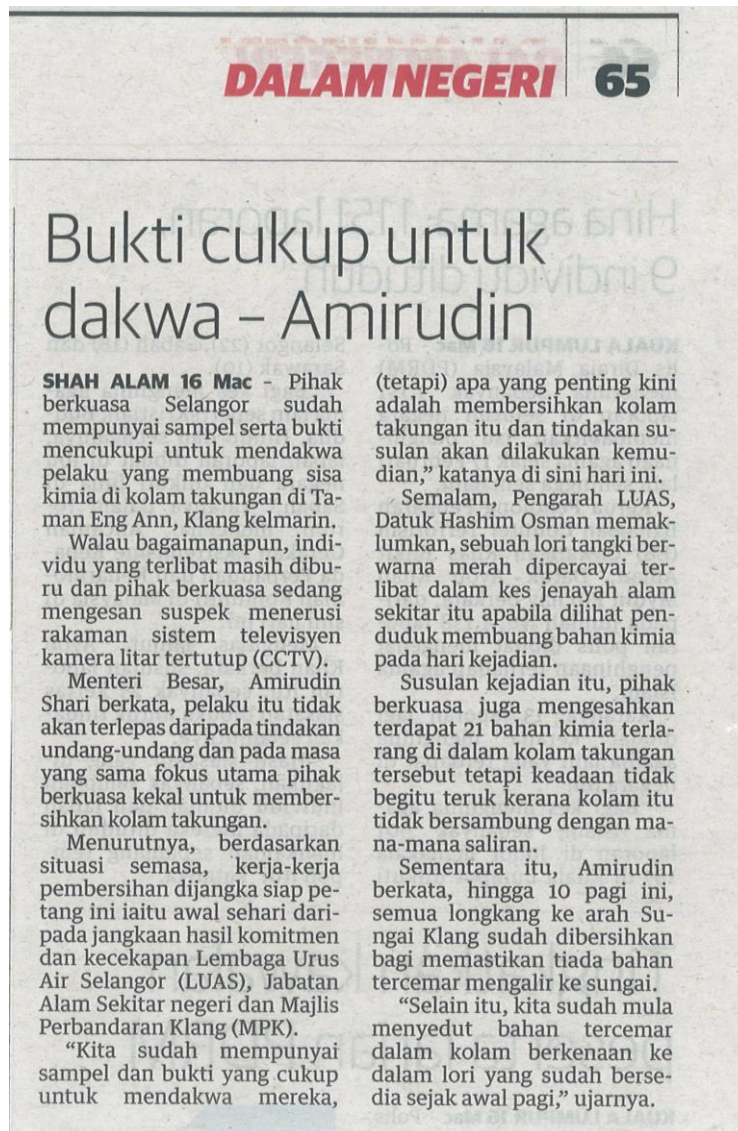 DALAM NEGERI 65
Bukti cukup untuk
dakwa – Amirudin
SHAH ALAM 16 Mac - Pihak
berkuasa Selangor sudah
mempunyai sampel serta bukti
mencukupi untuk mendakwa
pelaku yang membuang sisa
kimia di kolam takungan di Ta-
man Eng Ann, Klang kelmarin.
Walau bagaimanapun, indi-
vidu yang terlibat masih dibu-
ru dan pihak berkuasa sedang
mengesan suspek menerusi
rakaman sistem televisyen
kamera litar tertutup (CCTV).
Menteri Besar, Amirudin
Shari berkata, pelaku itu tidak
akan terlepas daripada tindakan
undang-undang dan pada masa
yang sama fokus utama pihak
berkuasa kekal untuk member-
sihkan kolam takungan.
Menurutnya, berdasarkan
situasi semasa, kerja-kerja
pembersihan dijangka siap pe-
tang ini iaitu awal sehari dari-
pada jangkaan hasil komitmen
dan kecekapan Lembaga Urus
Air Selangor (LUAS), Jabatan
Alam Sekitar negeri dan Majlis
Perbandaran Klang (MPK).
"Kita sudah mempunyai
sampel dan bukti yang cukup
untuk mendakwa mereka,
(tetapi) apa yang penting kini
adalah membersihkan kolam
takungan itu dan tindakan su-
sulan akan dilakukan kemu-
dian," katanya di sini hari ini.
Semalam, Pengarah LUAS,
Datuk Hashim Osman memak-
lumkan, sebuah lori tangki ber-
warna merah dipercayai ter-
libat dalam kes jenayah alam
sekitar itu apabila dilihat pen-
duduk membuang bahan kimia
pada hari kejadian.
Susulan kejadian itu, pihak
berkuasa juga mengesahkan
terdapat 21 bahan kimia terla-
rang di dalam kolam takungan
tersebut tetapi keadaan tidak
begitu teruk kerana kolam itu
tidak bersambung dengan ma-
na-mana saliran.
Sementara itu, Amirudin
berkata, hingga 10 pagi ini,
semua longkang ke arah Su-
ngai Klang sudah dibersihkan
bagi memastikan tiada bahan
tercemar mengalir ke sungai.
"Selain itu, kita sudah mula
menyedut bahan tercemar
dalam kolam berkenaan ke
dalam lori yang sudah berse-
dia sejak awal pagi," ujarnya.